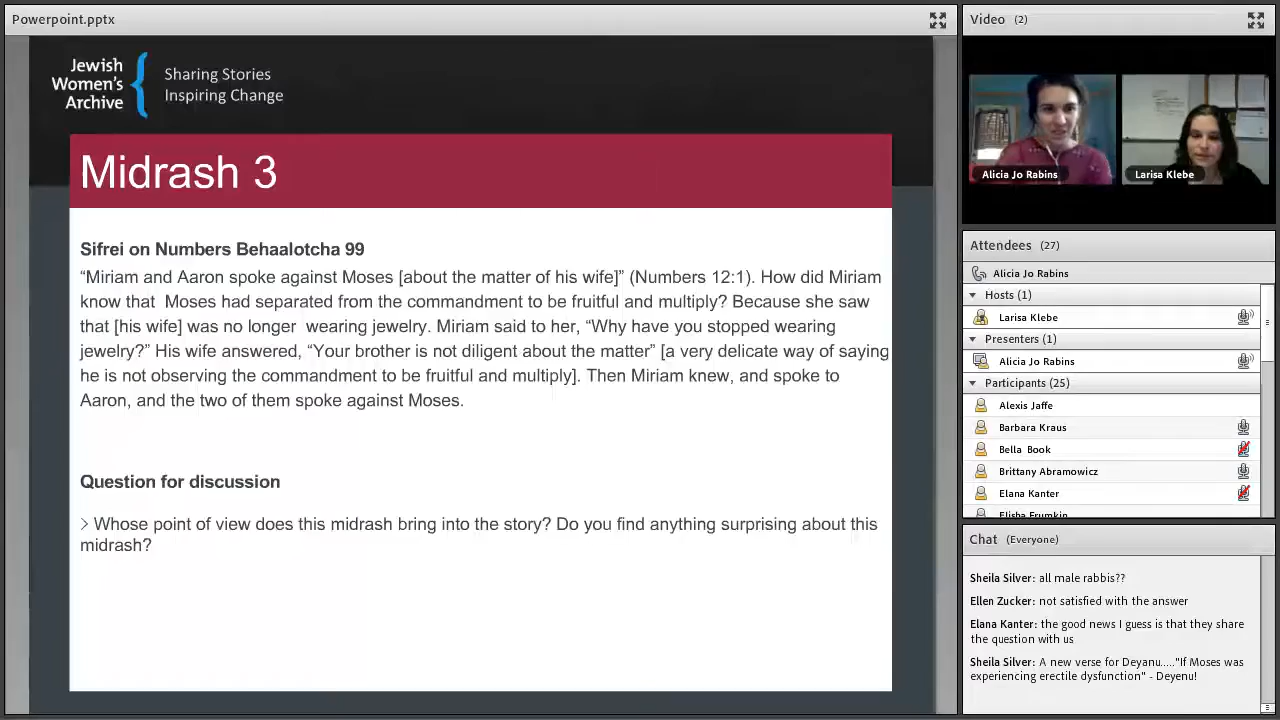 Powerpoint.pptx
Jewish
Women's
Archive
Sharing Stories
Inspiring Change
Midrash 3
Sifrei on Numbers Behaalotcha 99
“Miriam and Aaron spoke against Moses [about the matter of his wife]” (Numbers 12:1). How did Miriam
know that Moses had separated from the commandment to be fruitful and multiply? Because she saw
that [his wife] was no longer wearing jewelry. Miriam said to her, “Why have you stopped wearing
jewelry?” His wife answered, “Your brother is not diligent about the matter” [a very delicate way of saying
he is not observing the commandment to be fruitful and multiply]. Then Miriam knew, and spoke to
Aaron, and the two of them spoke against Moses.
Question for discussion
> Whose point of view does this midrash bring into the story? Do you find anything surprising about this
midrash?
Video (2)
Alicia Jo Rabins
Larisa Klebe
Attendees (27)
Alicia Jo Rabins
Hosts (1)
Larisa Klebe
Presenters (1)
Alicia Jo Rabins
Participants (25)
Alexis Jaffe
Barbara Kraus
Bella Book
Brittany Abramowicz
Elana Kanter
Elisha Frumkin
Chat (Everyone)
Sheila Silver: all male rabbis??
Ellen Zucker: not satisfied with the answer
Elana Kanter: the good news I guess is that they share
the question with us
Sheila Silver: A new verse for Deyanu....."If Moses was
experiencing erectile dysfunction" - Deyenu!